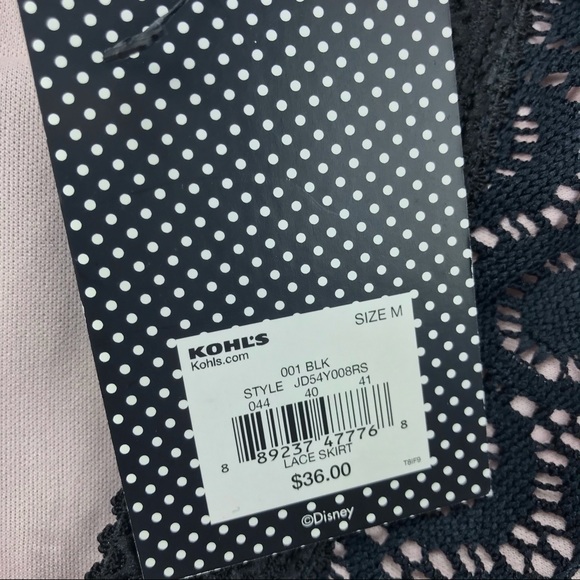 SIZE M
KOHL'S
Kohls.com
001 BLK
STYLE JD54Y008RS
044 40 41
8 89237 47776 8
LACE SKIRT
$36.00
TBIF9
©Disney